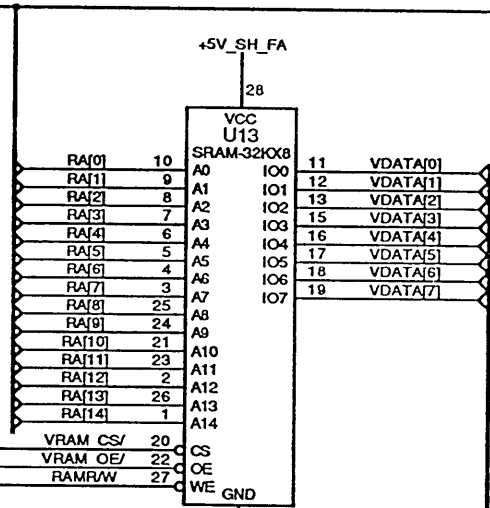 +5V_SH_FA
28
VCC
U13
SRAM-32KX8
RA[0] 10 A0 IO0 11 VDATA[0]
RA[1] 9 A1 IO1 12 VDATA[1]
RA[2] 8 A2 IO2 13 VDATA[2]
RA[3] 7 A3 IO3 15 VDATA[3]
RA[4] 6 A4 IO4 16 VDATA[4]
RA[5] 5 A5 IO5 17 VDATA[5]
RA[6] 4 A6 IO6 18 VDATA[6]
RA[7] 3 A7 IO7 19 VDATA[7]
RA[8] 25 A8
RA[9] 24 A9
RA[10] 21 A10
RA[11] 23 A11
RA[12] 2 A12
RA[13] 26 A13
RA[14] 1 A14
VRAM CS/ 20 CS
VRAM OE/ 22 OE
RAMR/W 27 WE
GND